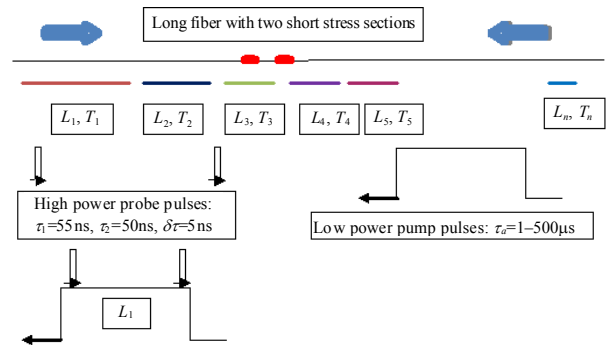 Long fiber with two short stress sections
L1, T1
L2, T2
L3, T3
L4, T4
L5, T5
Ln, Tn
High power probe pulses:
τ1=55ns, τ2=50ns, δτ=5ns
Low power pump pulses: τa=1–500μs
L1